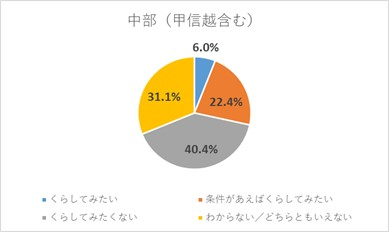 中部（甲信越含む）
6.0%
22.4%
40.4%
31.1%
くらしてみたい
条件があえばくらしてみたい
くらしてみたくない
わからない／どちらともいえない